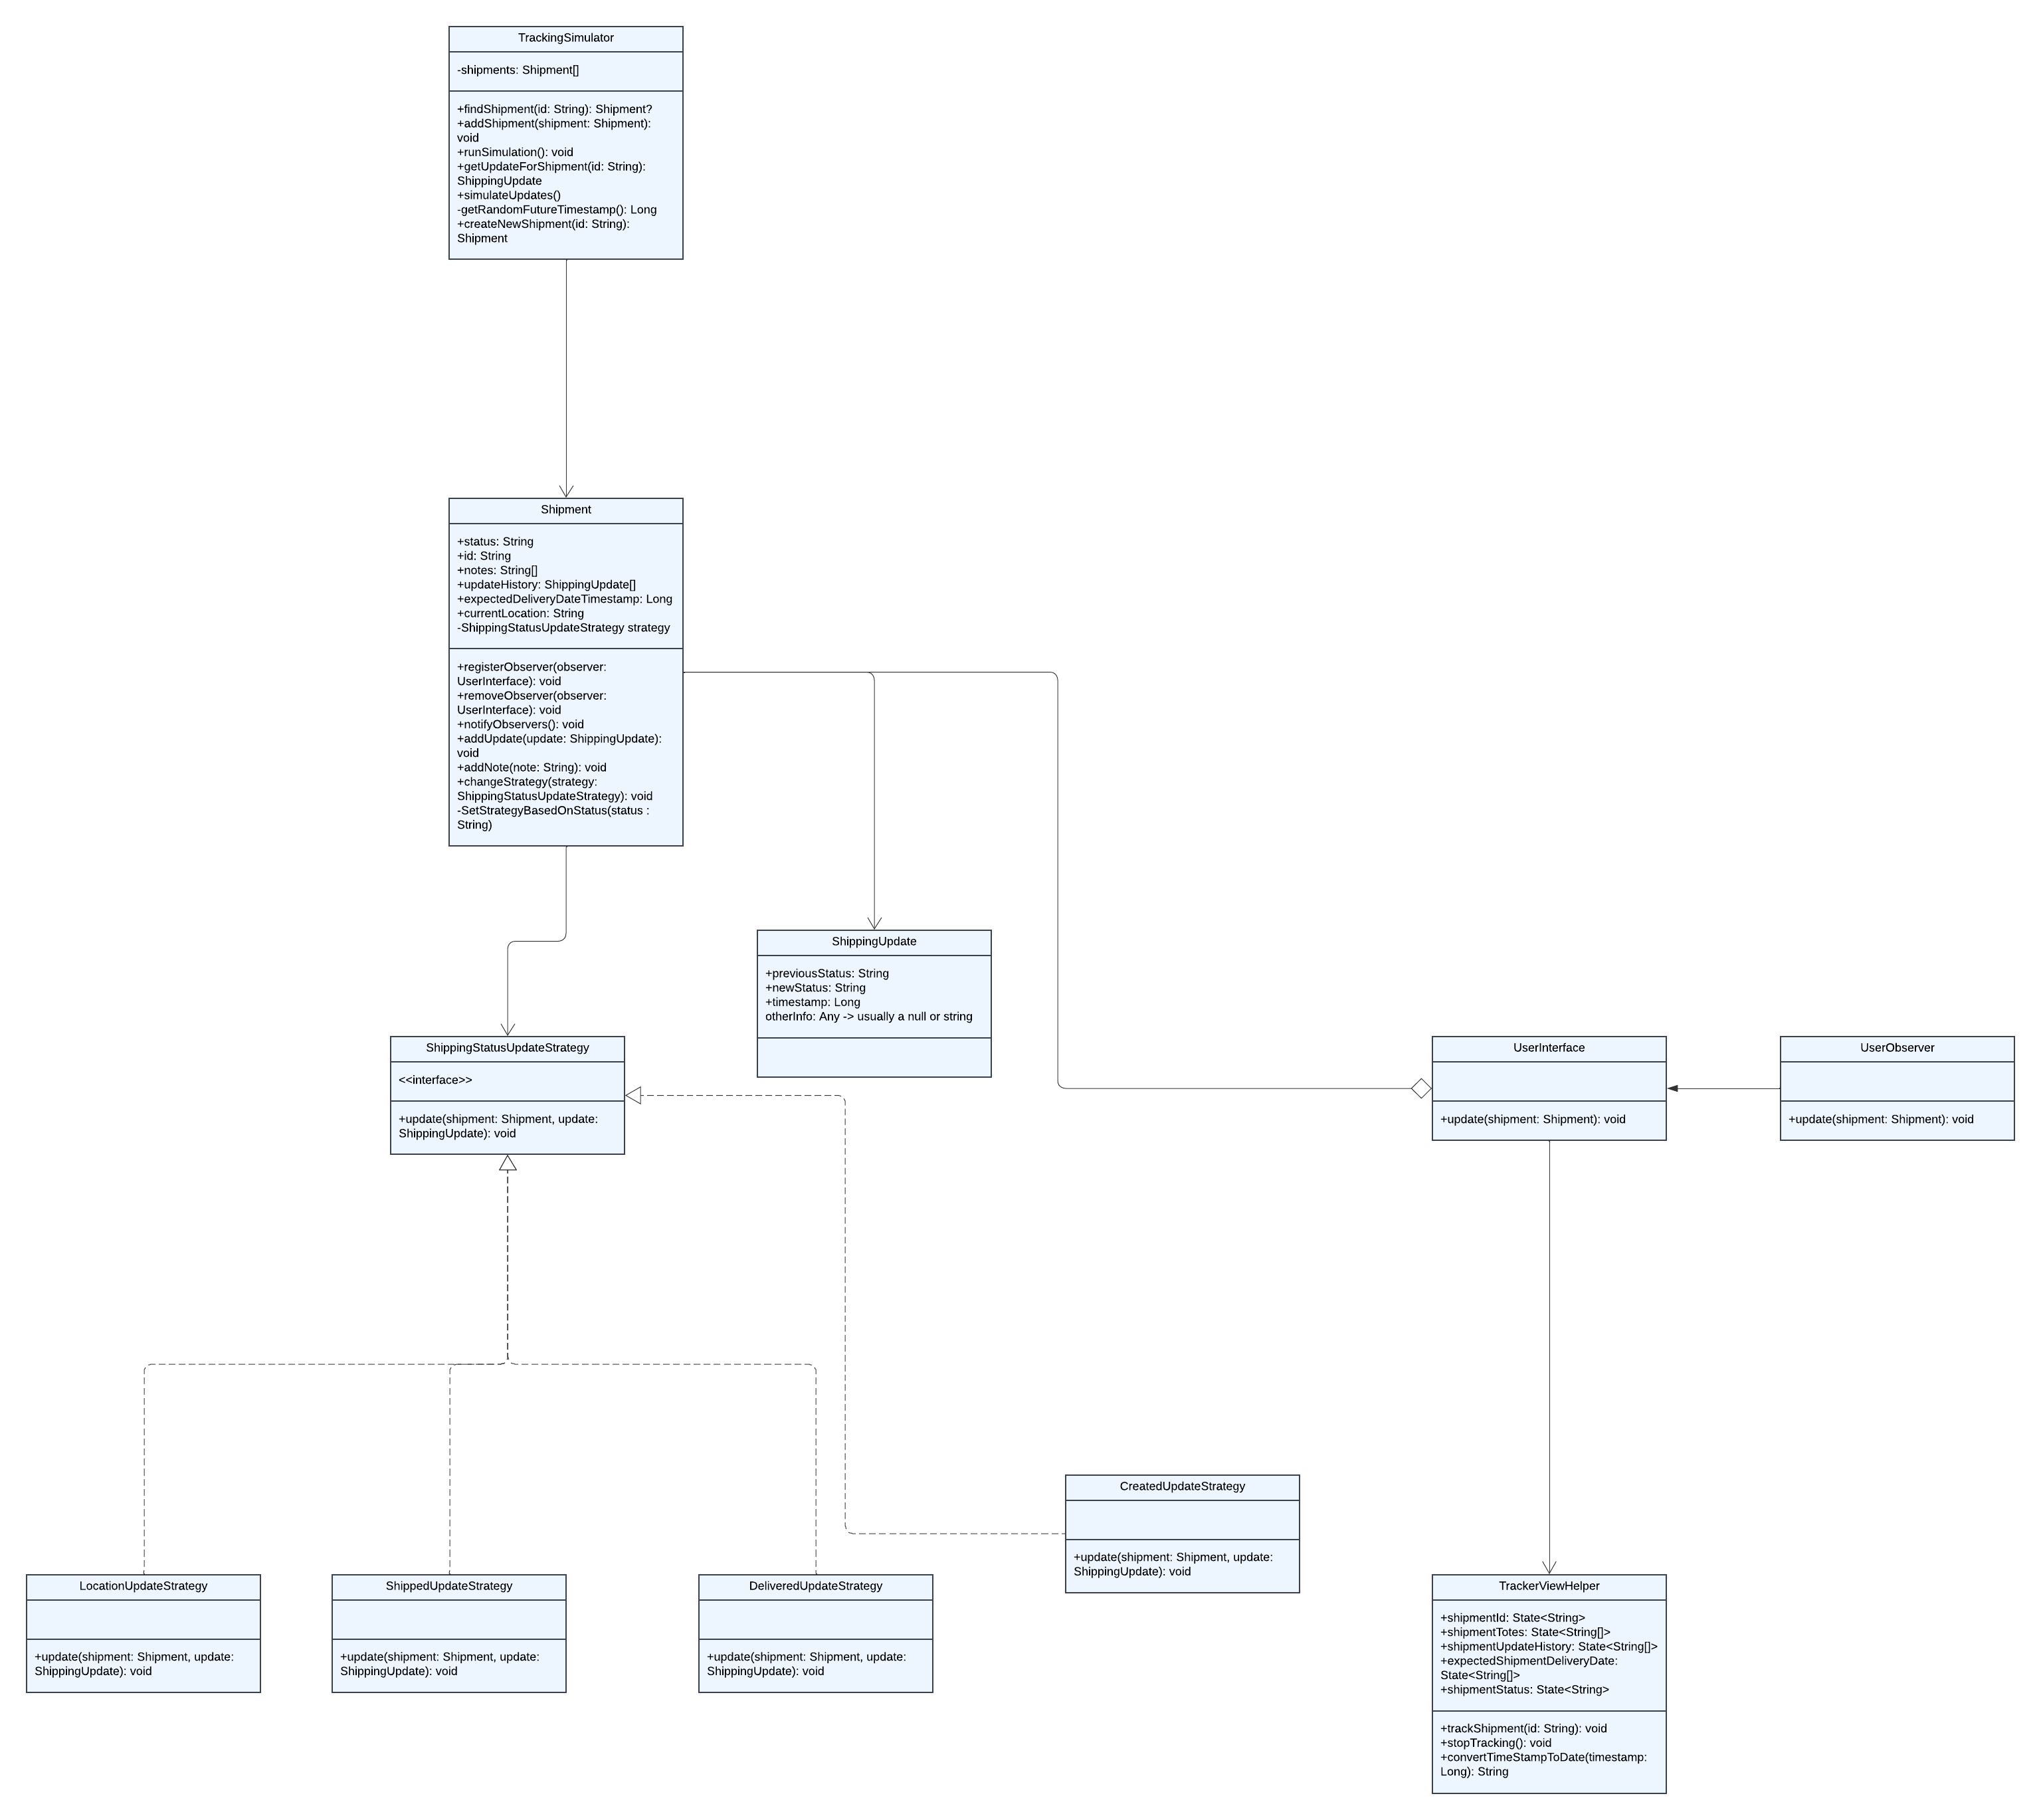 TrackingSimulator
-shipments: Shipment[]
+findShipment(id: String): Shipment?
+addShipment(shipment: Shipment):
void
+runSimulation(): void
+getUpdateForShipment(id: String):
ShippingUpdate
+simulateUpdates()
-getRandomFutureTimestamp(): Long
+createNewShipment(id: String):
Shipment
Shipment
+status: String
+id: String
+notes: String[]
+updateHistory: ShippingUpdate[]
+expectedDeliveryDateTimestamp: Long
+currentLocation: String
-ShippingStatusUpdateStrategy strategy
+registerObserver(observer:
UserInterface): void
+removeObserver(observer:
UserInterface): void
+notifyObservers(): void
+addUpdate(update: ShippingUpdate):
void
+addNote(note: String): void
+changeStrategy(strategy:
ShippingStatusUpdateStrategy): void
-SetStrategyBasedOnStatus(status :
String)
ShippingUpdate
+previousStatus: String
+newStatus: String
+timestamp: Long
otherInfo: Any -> usually a null or string
ShippingStatusUpdateStrategy
<<interface>>
+update(shipment: Shipment, update:
ShippingUpdate): void
UserInterface
+update(shipment: Shipment): void
UserObserver
+update(shipment: Shipment): void
CreatedUpdateStrategy
+update(shipment: Shipment, update:
ShippingUpdate): void
LocationUpdateStrategy
+update(shipment: Shipment, update:
ShippingUpdate): void
ShippedUpdateStrategy
+update(shipment: Shipment, update:
ShippingUpdate): void
DeliveredUpdateStrategy
+update(shipment: Shipment, update:
ShippingUpdate): void
TrackerViewHelper
+shipmentId: State<String>
+shipmentTotes: State<String[]>
+shipmentUpdateHistory: State<String[]>
+expectedShipmentDeliveryDate:
State<String[]>
+shipmentStatus: State<String>
+trackShipment(id: String): void
+stopTracking(): void
+convertTimeStampToDate(timestamp:
Long): String